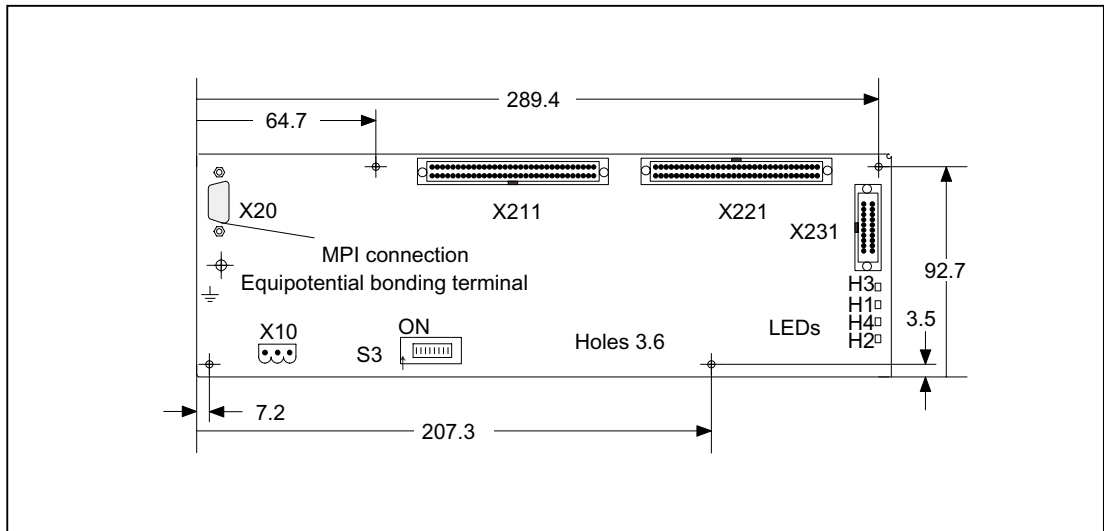 289.4
64.7
X20
X211
X221
X231
MPI connection
Equipotential bonding terminal
92.7
H3
H1
H4
H2
LEDs
3.5
X10
ON
S3
Holes 3.6
7.2
207.3